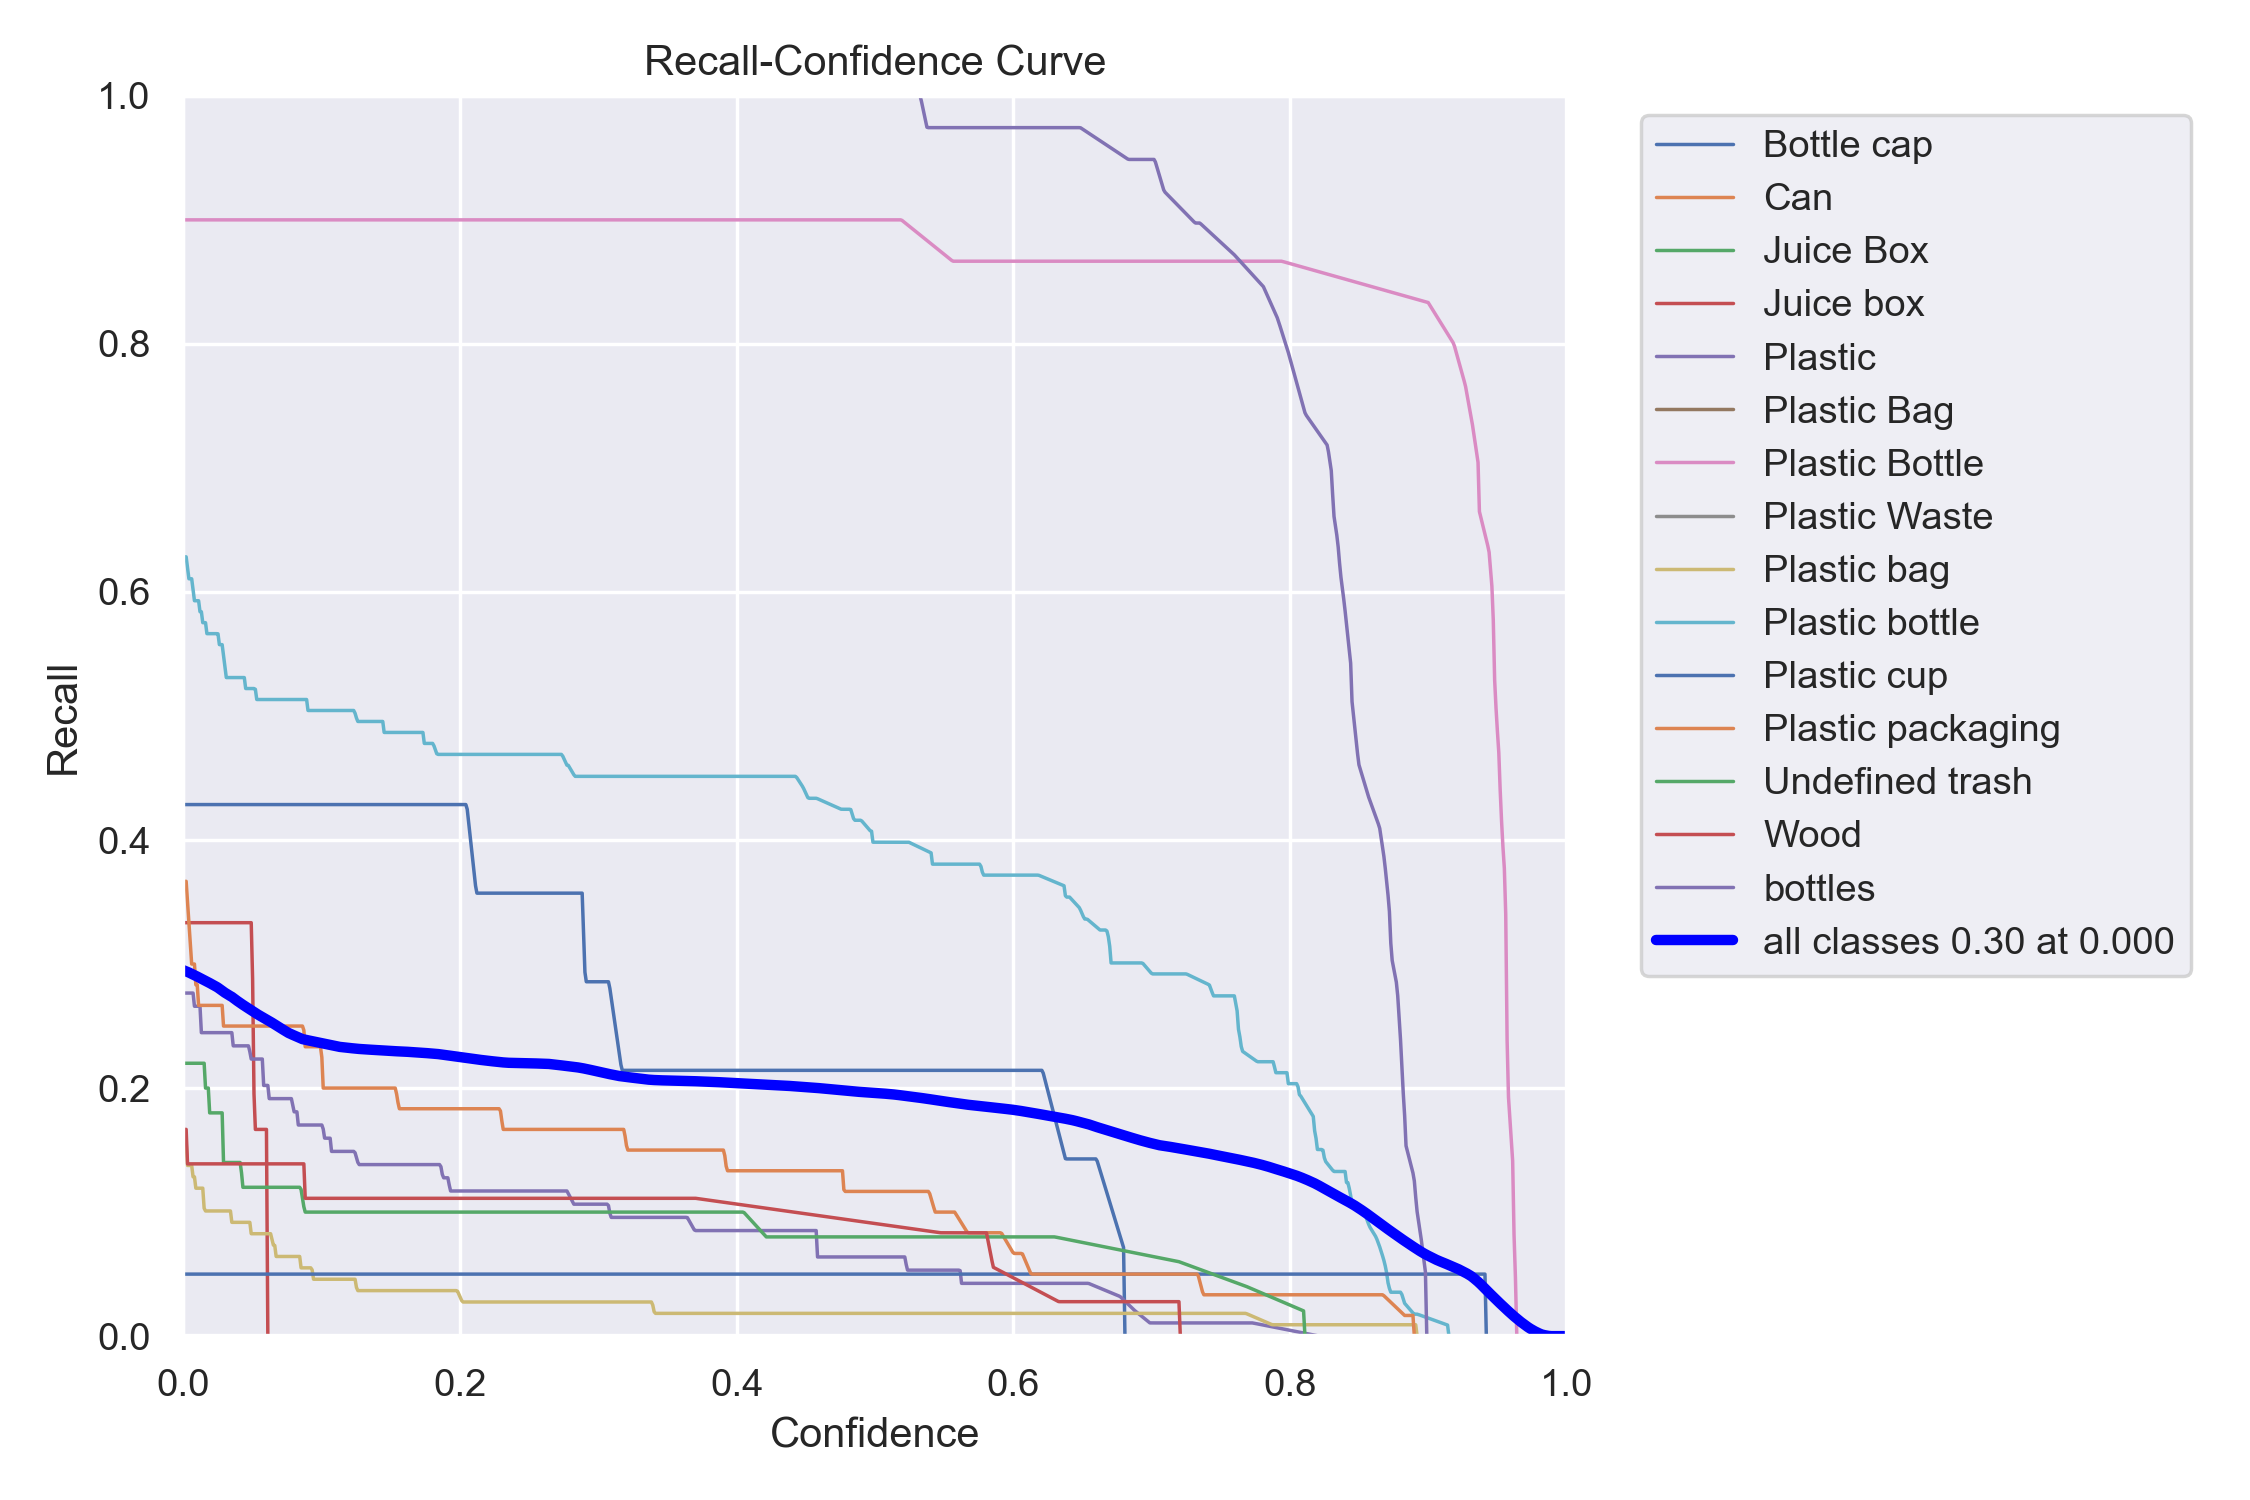 Recall-Confidence Curve
1.0
0.8
0.6
0.4
0.2
0.0
Recall
0.0 0.2 0.4 0.6 0.8 1.0
Confidence
Bottle cap
Can
Juice Box
Juice box
Plastic
Plastic Bag
Plastic Bottle
Plastic Waste
Plastic bag
Plastic bottle
Plastic cup
Plastic packaging
Undefined trash
Wood
bottles
all classes 0.30 at 0.000